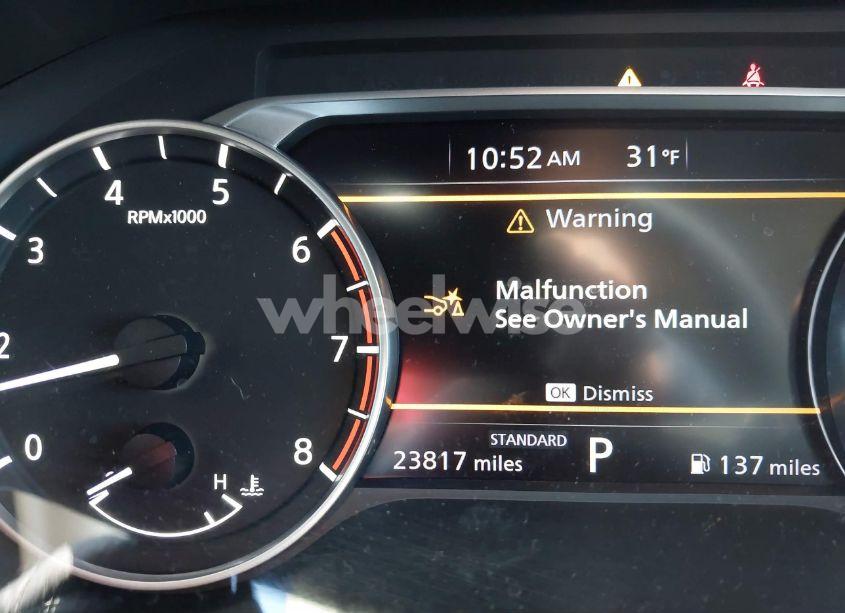 10:52 AM 31°F
4 5
RPMx1000
3 6
Warning
Malfunction
See Owner's Manual
wheelwise
2 7
OK Dismiss
0 8
STANDARD
23817 miles P 137 miles
H